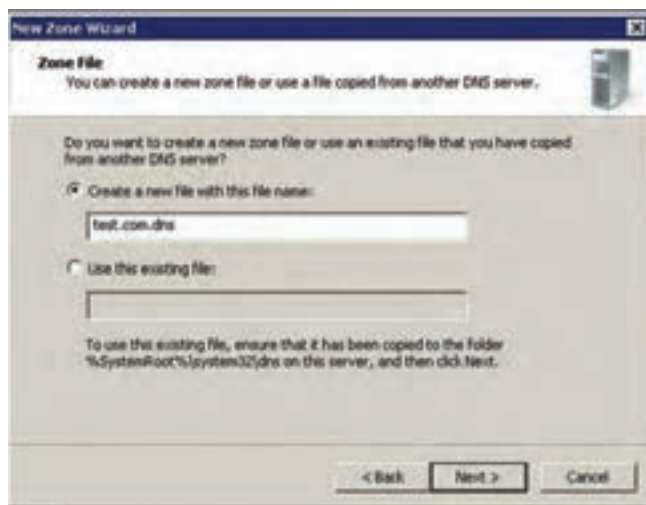 New Zone Wizard
Zone File
You can create a new zone file or use a file copied from another DNS server.
Do you want to create a new zone file or use an existing file that you have copied
from another DNS server?
Create a new file with this file name:
test.com.dns
Use this existing file:
To use this existing file, ensure that it has been copied to the folder
%SystemRoot%\system32\dns on this server, and then click Next.
< Back
Next >
Cancel